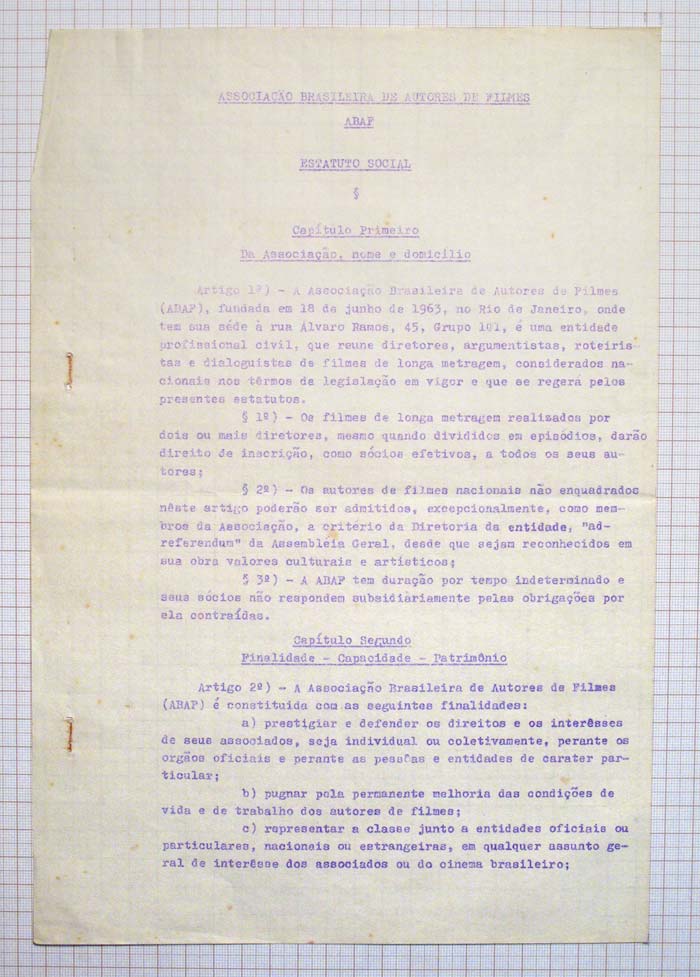 ASSOCIAÇÃO BRASILEIRA DE AUTORES DE FILMES
ABAF
ESTATUTO SOCIAL
§
Capítulo Primeiro
Da Associação, nome e domicílio
Artigo 1º) - A Associação Brasileira de Autores de Filmes
(ABAF), fundada em 18 de junho de 1963, no Rio de Janeiro, onde
tem sua séde à rua Álvaro Ramos, 45, Grupo 101, é uma entidade
profissional civil, que reune diretores, argumentistas, roteiris-
tas e dialoguistas de filmes de longa metragem, considerados na-
cionais nos têrmos da legislação em vigor e que se regerá pelos
presentes estatutos.
§ 1º) - Os filmes de longa metragem realizados por
dois ou mais diretores, mesmo quando divididos em episódios, darão
direito de inscrição, como sócios efetivos, a todos os seus au-
tores;
§ 2º) - Os autores de filmes nacionais não enquadrados
nêste artigo poderão ser admitidos, excepcionalmente, como mem-
bros da Associação, a critério da Diretoria da entidade, "ad-
referendum" da Assembléia Geral, desde que sejam reconhecidos em
sua obra valores culturais e artísticos;
§ 3º) - A ABAF tem duração por tempo indeterminado e
seus sócios não respondem subsidiàriamente pelas obrigações por
ela contraídas.
Capítulo Segundo
Finalidade - Capacidade - Patrimônio
Artigo 2º) - A Associação Brasileira de Autores de Filmes
(ABAF) é constituida com as seguintes finalidades:
a) prestigiar e defender os direitos e os interêsses
de seus associados, seja individual ou coletivamente, perante os
orgãos oficiais e perante as pessôas e entidades de carater par-
ticular;
b) pugnar pela permanente melhoria das condições de
vida e de trabalho dos autores de filmes;
c) representar a classe junto a entidades oficiais ou
particulares, nacionais ou estrangeiras, em qualquer assunto ge-
ral de interêsse dos associados ou do cinema brasileiro;